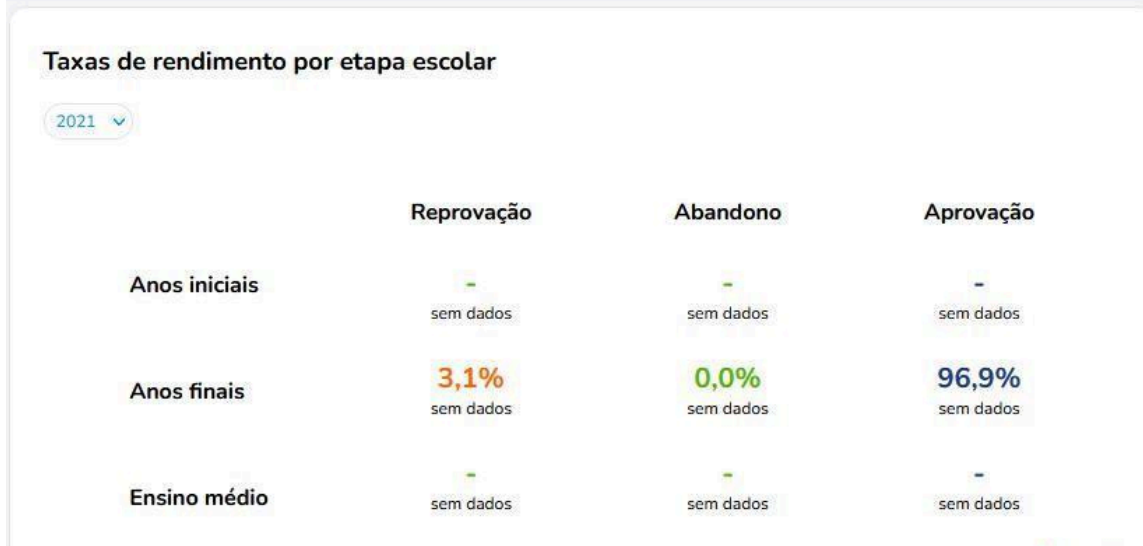 Taxas de rendimento por etapa escolar
2021
Reprovação Abandono Aprovação
Anos iniciais - - -
sem dados sem dados sem dados
Anos finais 3,1% 0,0% 96,9%
sem dados sem dados sem dados
Ensino médio - - -
sem dados sem dados sem dados